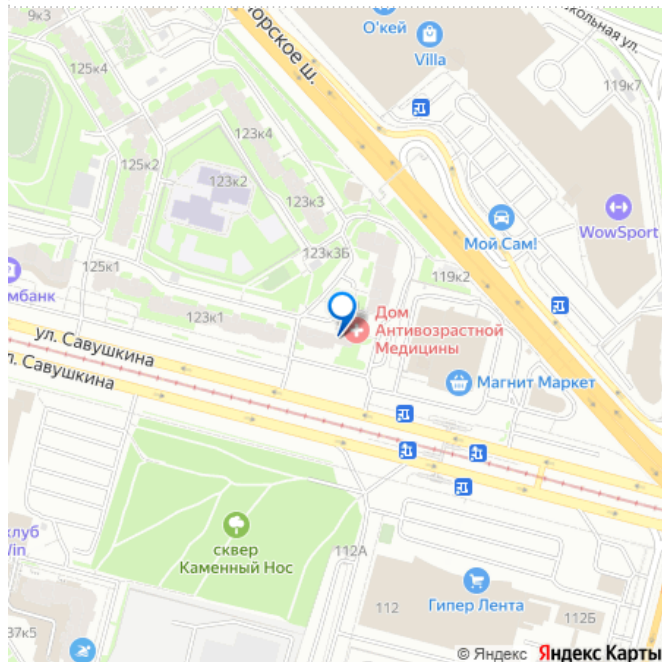 9к3
125к4
орское ш.
О'кей
Villa
кольная ул.
119к7
123к4
125к2
123к2
123к3
WowSport
Мой Сам!
123к3Б
125к1
119к2
мбанк
123к1
Дом
Антивозрастной
Медицины
ул. Савушкина
л. Савушкина
Магнит Маркет
клуб
Win
сквер
Каменный Нос
112А
112
Гипер Лента
112Б
37к5
© Яндекс Яндекс Карты